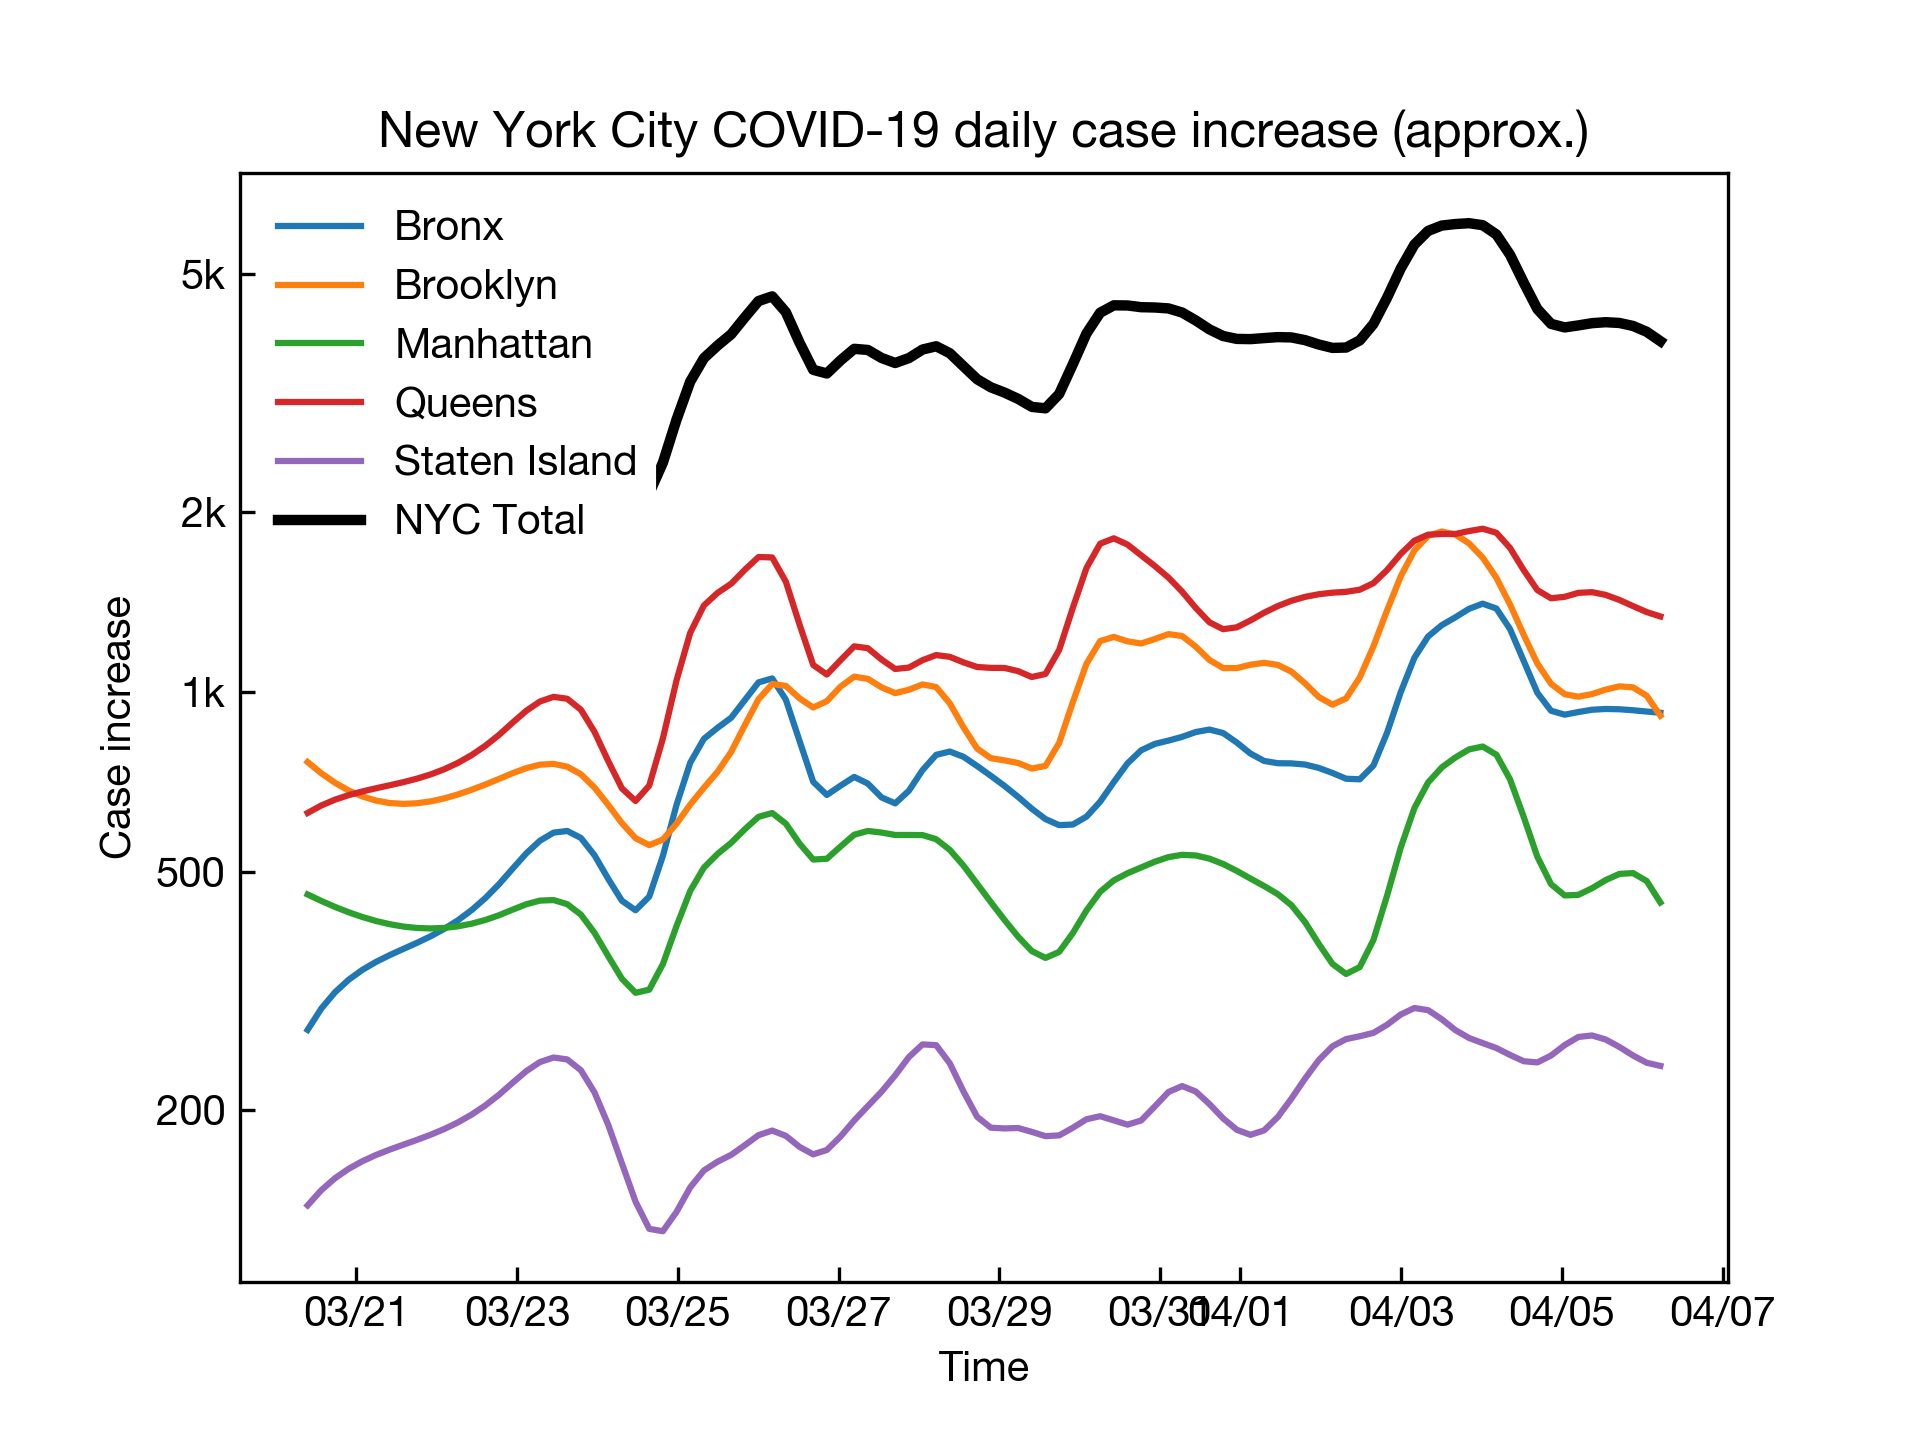 New York City COVID-19 daily case increase (approx.)
Bronx
Brooklyn
Manhattan
Queens
Staten Island
NYC Total
5k
2k
1k
500
200
Case increase
03/21 03/23 03/25 03/27 03/29 03/31 04/01 04/03 04/05 04/07
Time